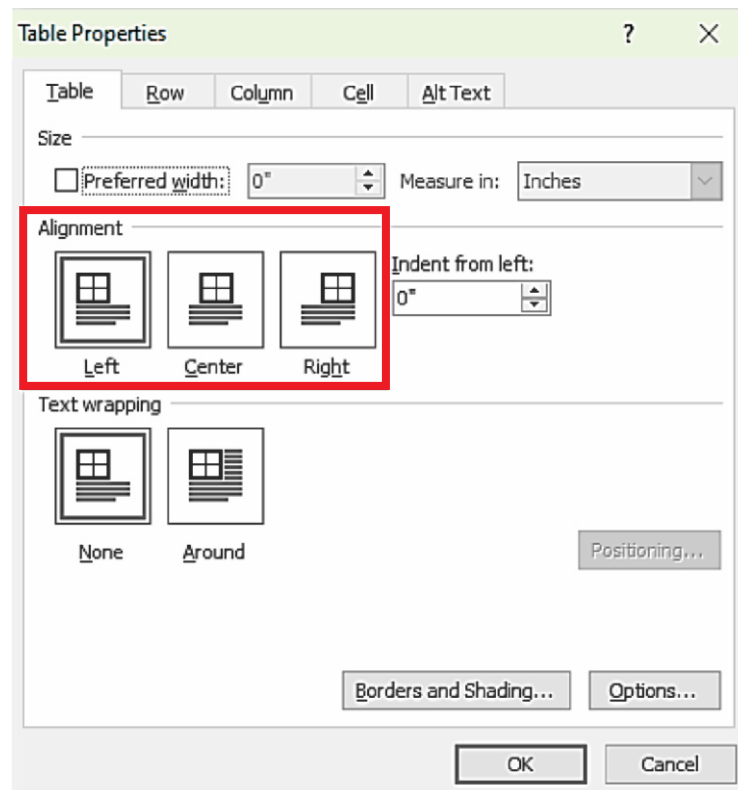 Table Properties ?
Table Row Column Cell Alt Text
Size
Preferred width: 0" Measure in: Inches
Alignment
Indent from left:
0"
Left Center Right
Text wrapping
None Around
Positioning...
Borders and Shading... Options...
OK Cancel